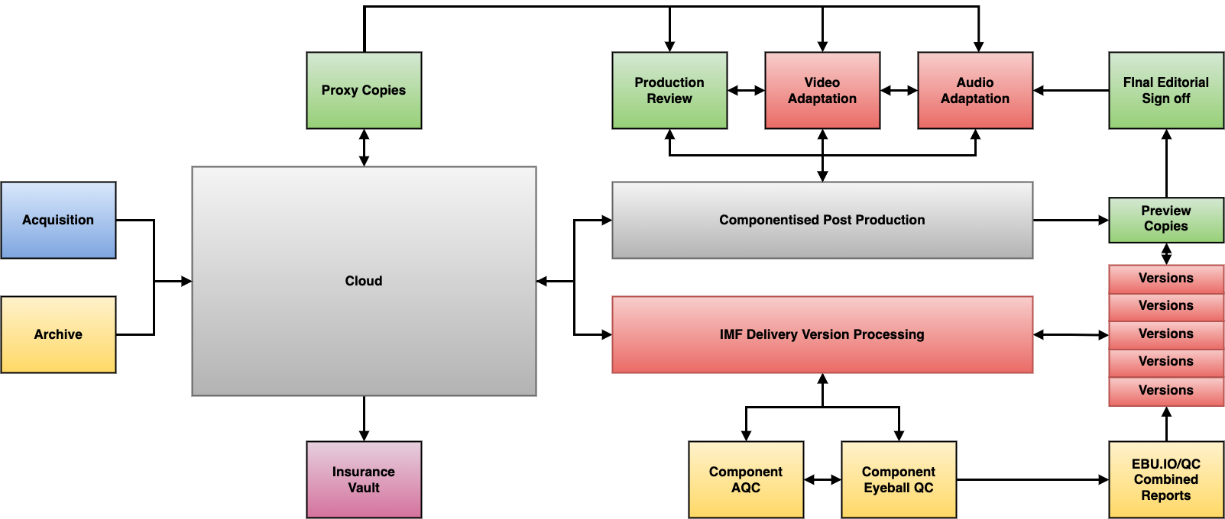 Proxy Copies
Production
Review
Video
Adaptation
Audio
Adaptation
FInal Editorial
Sign off
Acquisition
Cloud
Componentised Post Production
Preview
Copies
Archive
IMF Delivery Version Processing
Versions
Versions
Versions
Versions
Versions
Insurance
Vault
Component
AQC
Component
Eyeball QC
EBU.IO/QC
Combined
Reports